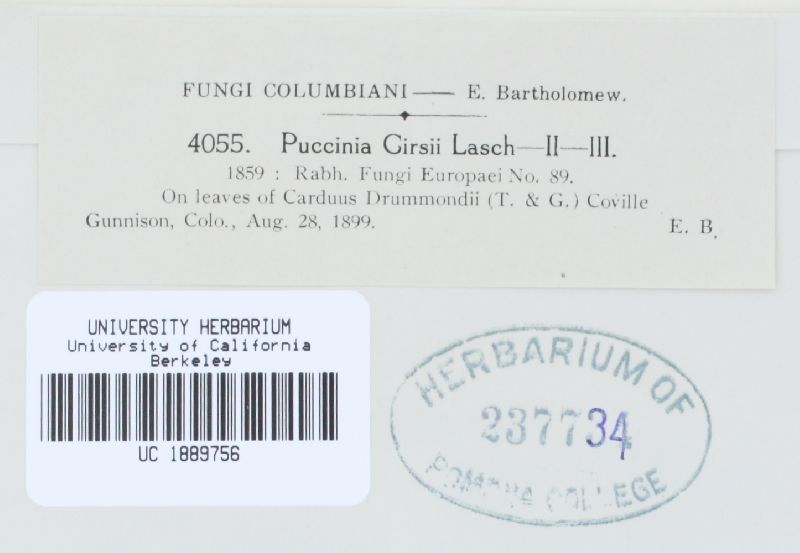 FUNGI COLUMBIANI — E. Bartholomew.
4055. Puccinia Cirsii Lasch—II—III.
1859 : Rabh. Fungi Europaei No. 89.
On leaves of Carduus Drummondii (T. & G.) Coville
Gunnison, Colo., Aug. 28, 1899.
E. B.
UNIVERSITY HERBARIUM
University of California
Berkeley
UC 1889756
HERBARIUM OF
237734
POMONA COLLEGE